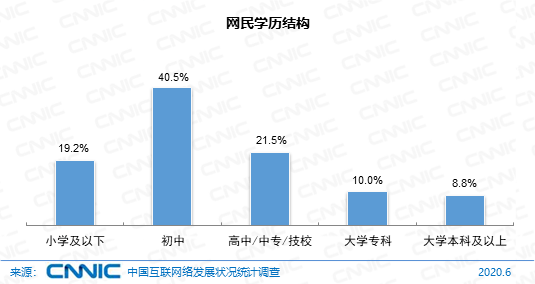 网民学历结构
40.5%
19.2%
21.5%
10.0%
8.8%
小学及以下 初中 高中/中专/技校 大学专科 大学本科及以上
来源： CNNIC 中国互联网络发展状况统计调查 2020.6